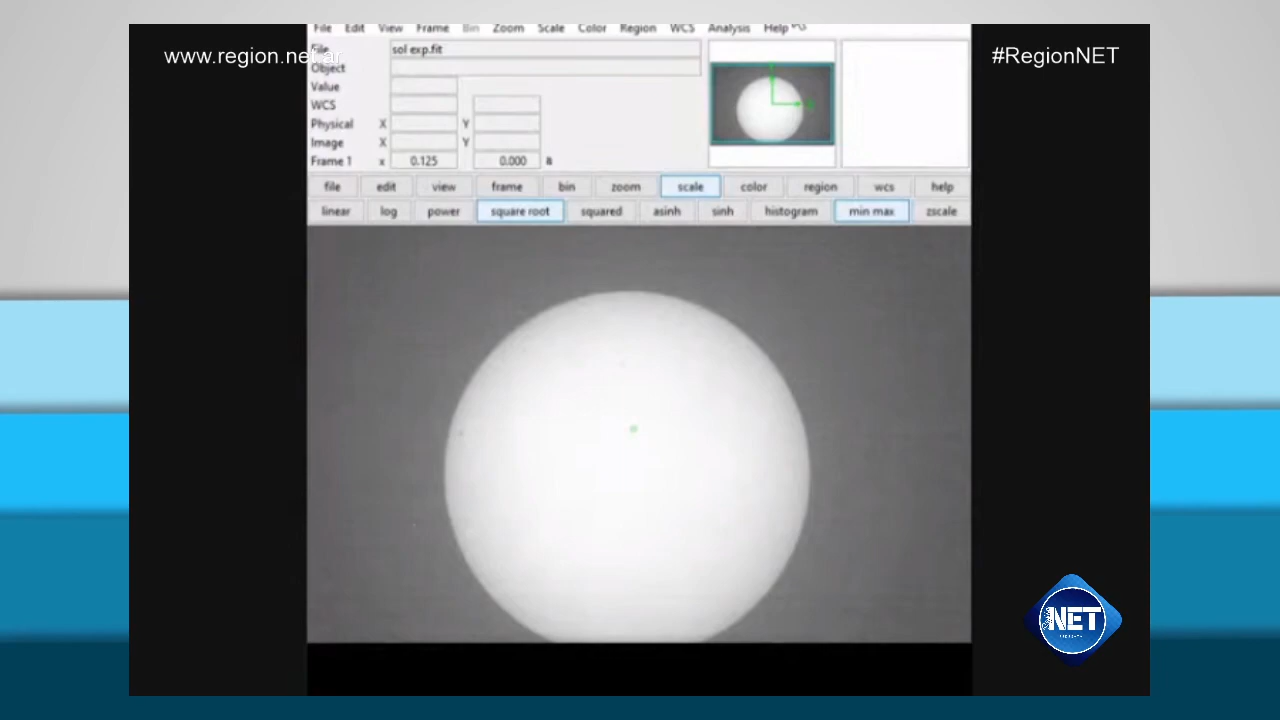 File Edit View Frame Bin Zoom Scale Color Region WCS Analysis Help
www.region.net.ar
#RegionNET
File sol exp.fit
Object
Value
WCS
Physical X Y
Image X Y
Frame 1 x 0.125 0.000
file edit view frame bin zoom scale color region wcs help
linear log power square root squared asinh sinh histogram min max zscale
NET